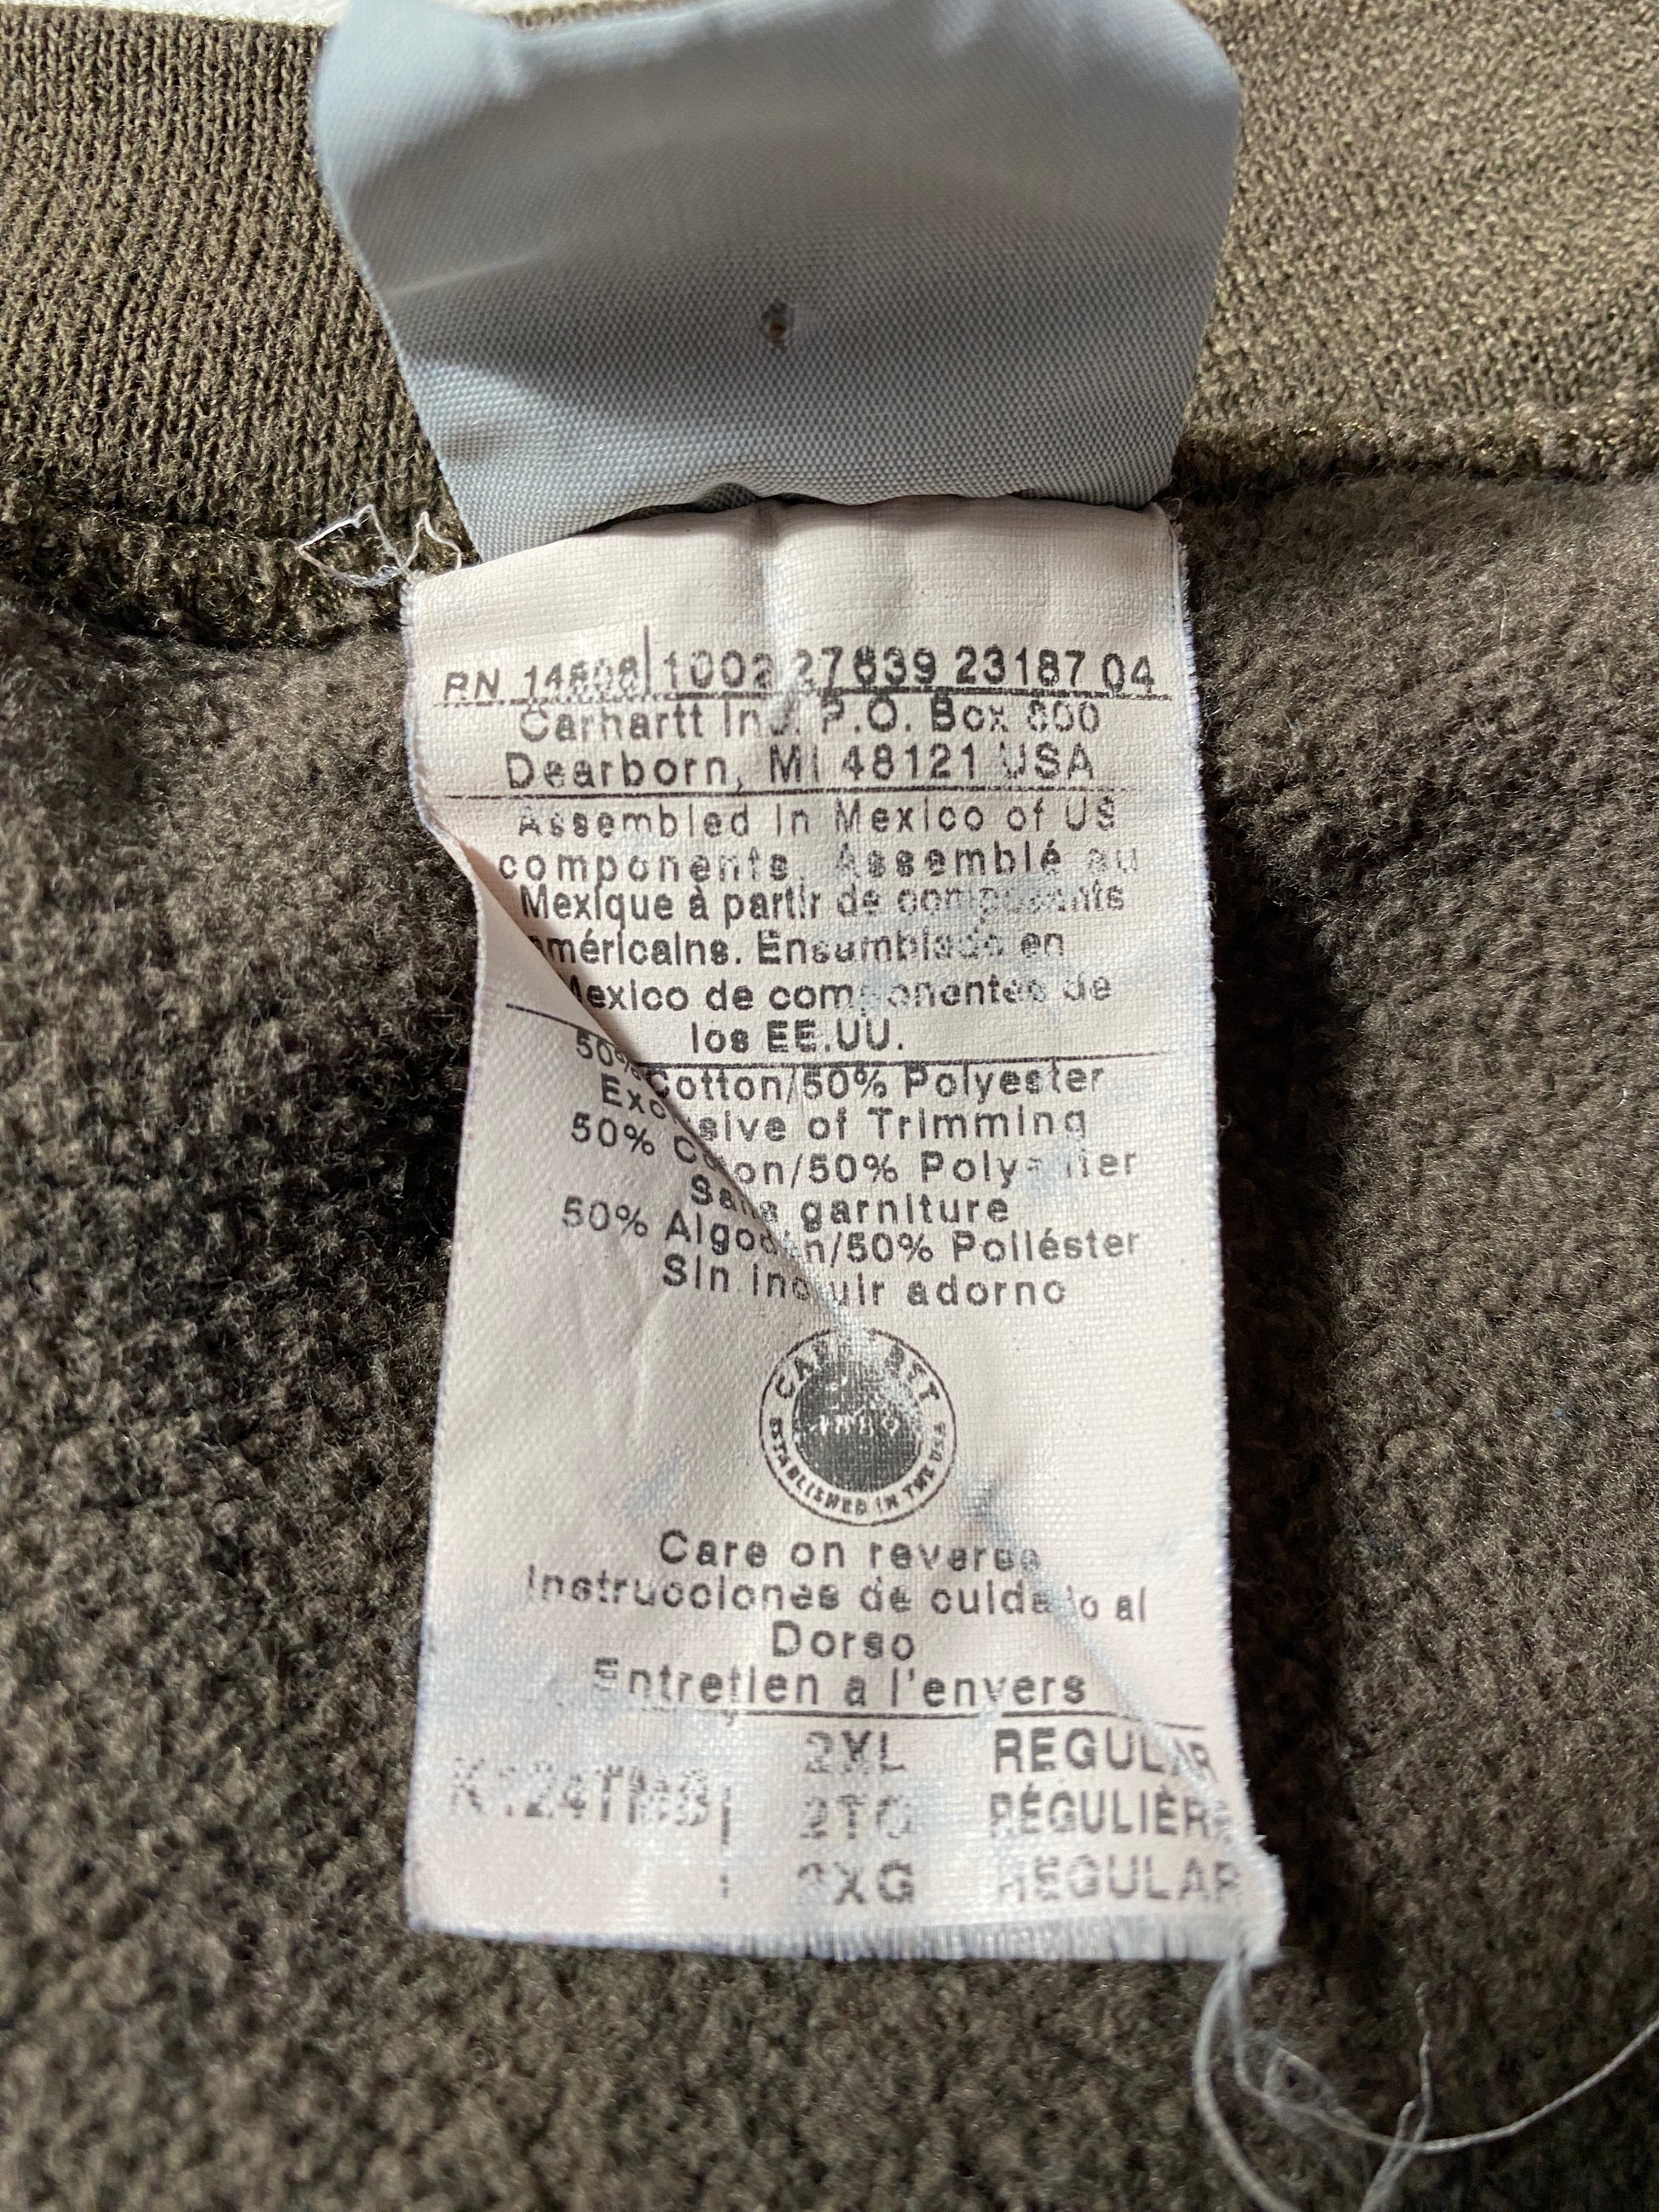 RN 14806 1002 27639 23187 04
Carhartt Inc. P.O. Box 600
Dearborn, MI 48121 USA
Assembled in Mexico of US
components. Assemblé au
Mexique à partir de composants
américains. Ensamblado en
Mexico de componentes de
los EE.UU.
50% Cotton/50% Polyester
Exclusive of Trimming
50% Coton/50% Polyester
Sans garniture
50% Algodón/50% Poliéster
Sin incluir adorno
CARHARTT
1889
ESTABLISHED IN THE USA
Care on reverse
Instrucciones de cuidado al
Dorso
Entretien a l'envers
2XL REGULAR
RÉGULIÈRE
2XG REGULAR